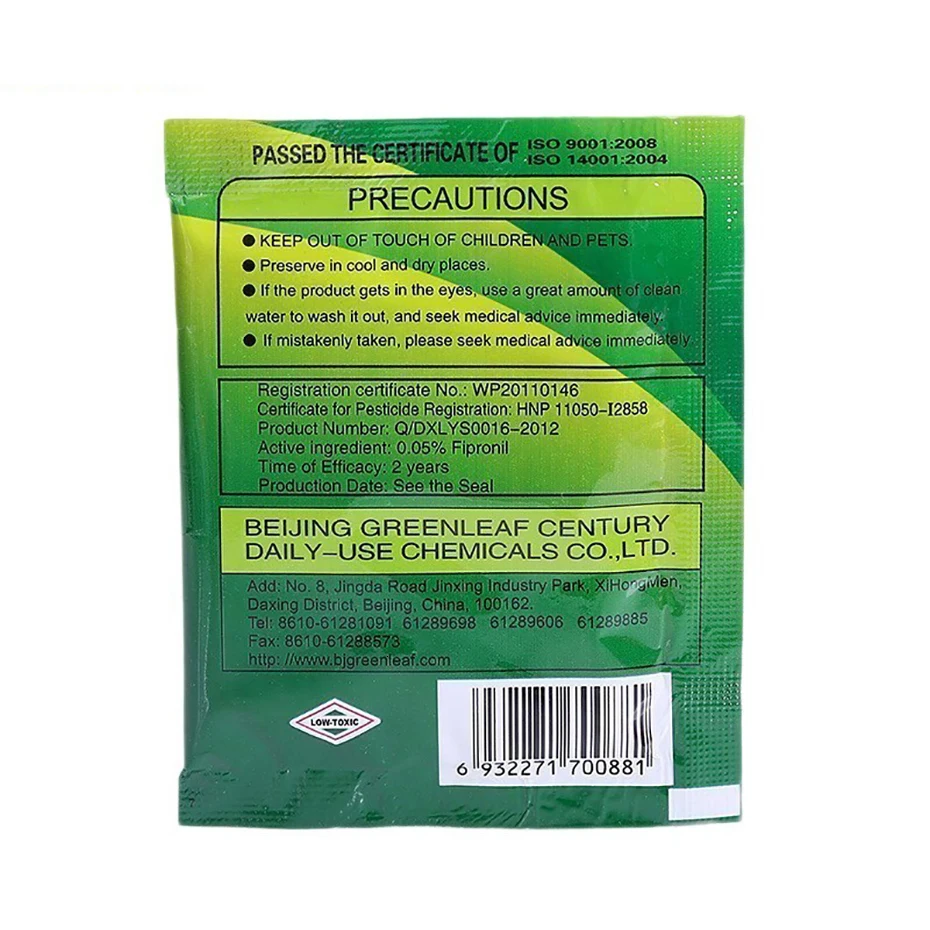 PASSED THE CERTIFICATE OF ISO 9001:2008
ISO 14001:2004
PRECAUTIONS
● KEEP OUT OF TOUCH OF CHILDREN AND PETS.
● Preserve in cool and dry places.
● If the product gets in the eyes, use a great amount of clean
water to wash it out, and seek medical advice immediately.
● If mistakenly taken, please seek medical advice immediately.
Registration certificate No.: WP20110146
Certificate for Pesticide Registration: HNP 11050-I2858
Product Number: Q/DXLYS0016-2012
Active ingredient: 0.05% Fipronil
Time of Efficacy: 2 years
Production Date: See the Seal
BEIJING GREENLEAF CENTURY
DAILY-USE CHEMICALS CO.,LTD.
Add: No. 8, Jingda Road Jinxing Industry Park, XiHongMen,
Daxing District, Beijing, China, 100162.
Tel: 8610-61281091 61289698 61289606 61289885
Fax: 8610-61288573
http: //www.bjgreenleaf.com
LOW-TOXIC
6 932271 700881